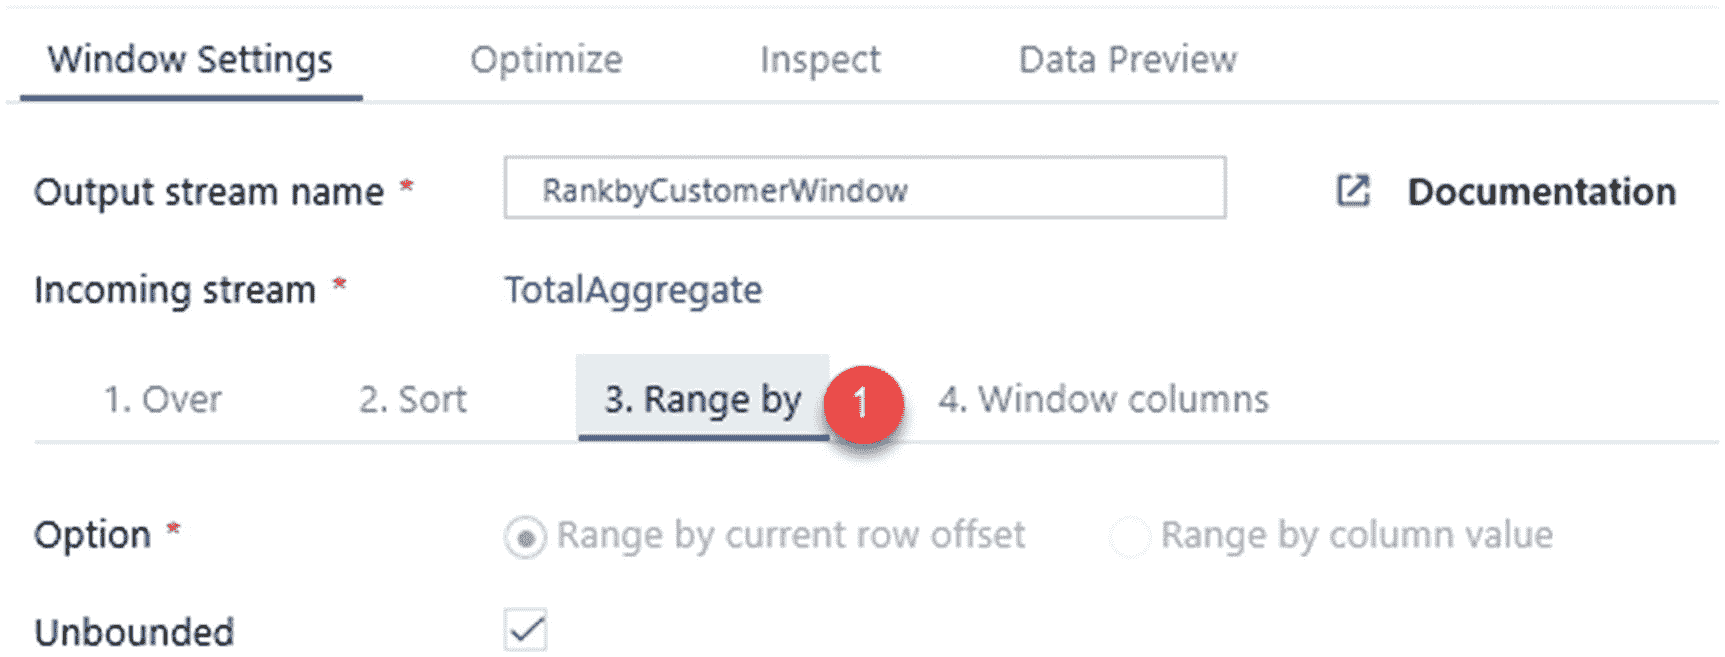 Window Settings Optimize Inspect Data Preview
Output stream name * RankbyCustomerWindow Documentation
Incoming stream * TotalAggregate
1. Over 2. Sort 3. Range by 1 4. Window columns
Option * Range by current row offset Range by column value
Unbounded